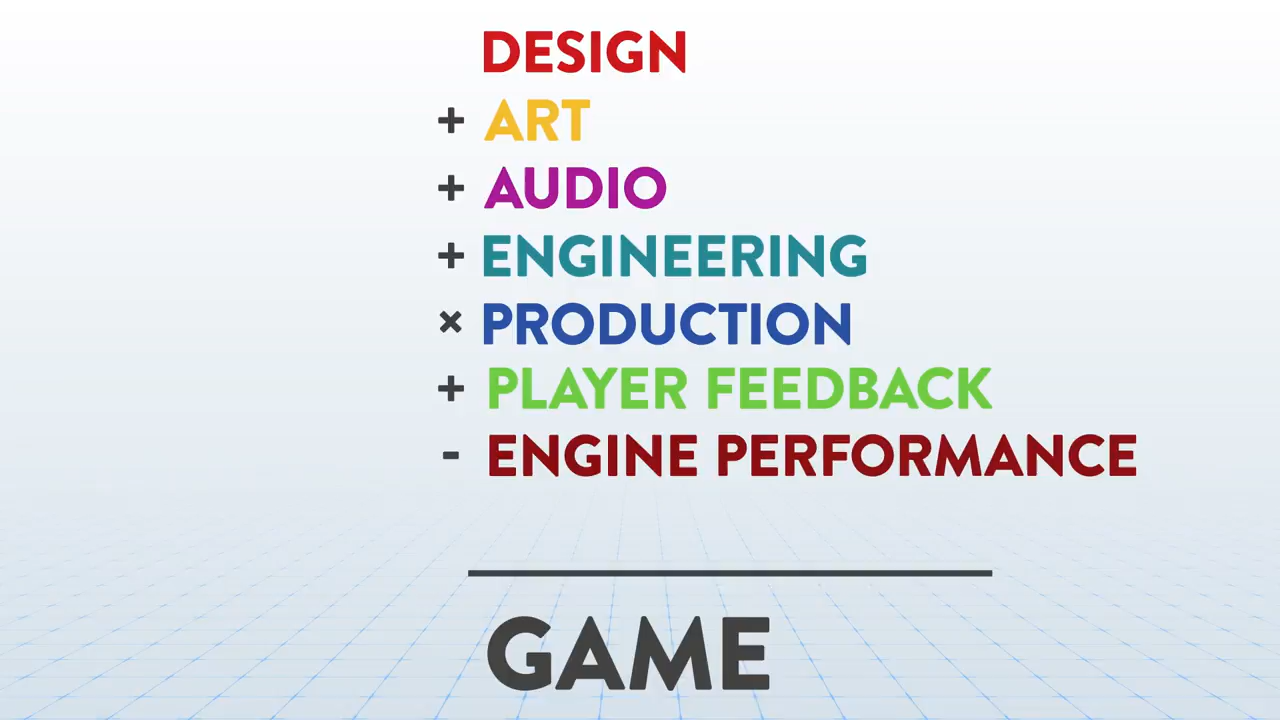 DESIGN
+ ART
+ AUDIO
+ ENGINEERING
× PRODUCTION
+ PLAYER FEEDBACK
- ENGINE PERFORMANCE
GAME